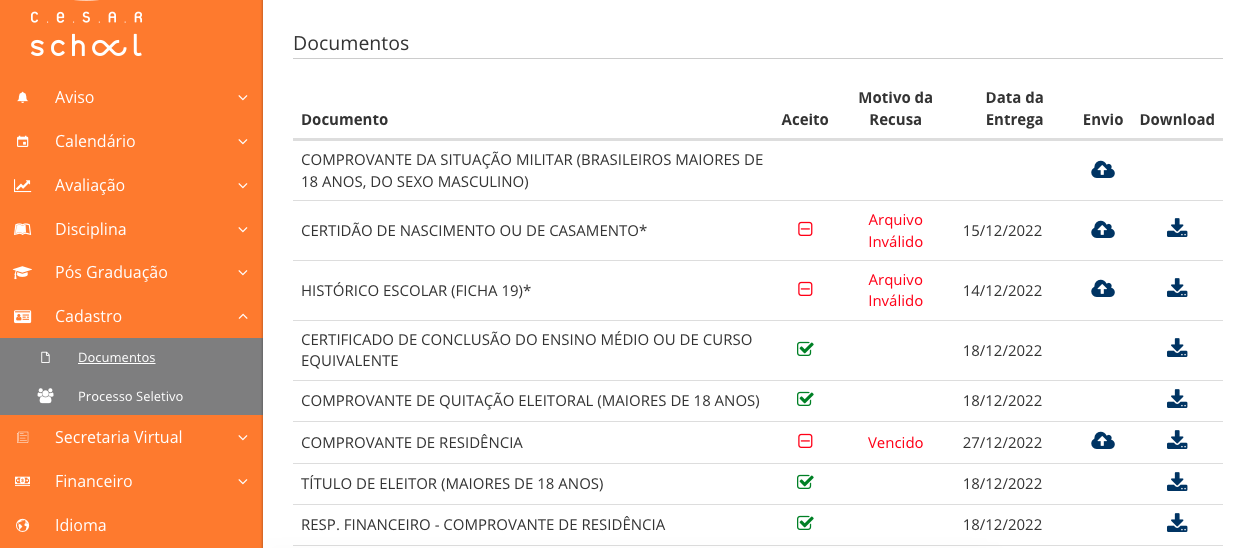 C.E.S.A.R
school
Aviso
Calendário
Avaliação
Disciplina
Pós Graduação
Cadastro
Documentos
Processo Seletivo
Secretaria Virtual
Financeiro
Idioma
Documentos
Documento Aceito Motivo da Recusa Data da Entrega Envio Download
COMPROVANTE DA SITUAÇÃO MILITAR (BRASILEIROS MAIORES DE
18 ANOS, DO SEXO MASCULINO)
CERTIDÃO DE NASCIMENTO OU DE CASAMENTO* Arquivo Inválido 15/12/2022
HISTÓRICO ESCOLAR (FICHA 19)* Arquivo Inválido 14/12/2022
CERTIFICADO DE CONCLUSÃO DO ENSINO MÉDIO OU DE CURSO
EQUIVALENTE 18/12/2022
COMPROVANTE DE QUITAÇÃO ELEITORAL (MAIORES DE 18 ANOS) 18/12/2022
COMPROVANTE DE RESIDÊNCIA Vencido 27/12/2022
TÍTULO DE ELEITOR (MAIORES DE 18 ANOS) 18/12/2022
RESP. FINANCEIRO - COMPROVANTE DE RESIDÊNCIA 18/12/2022